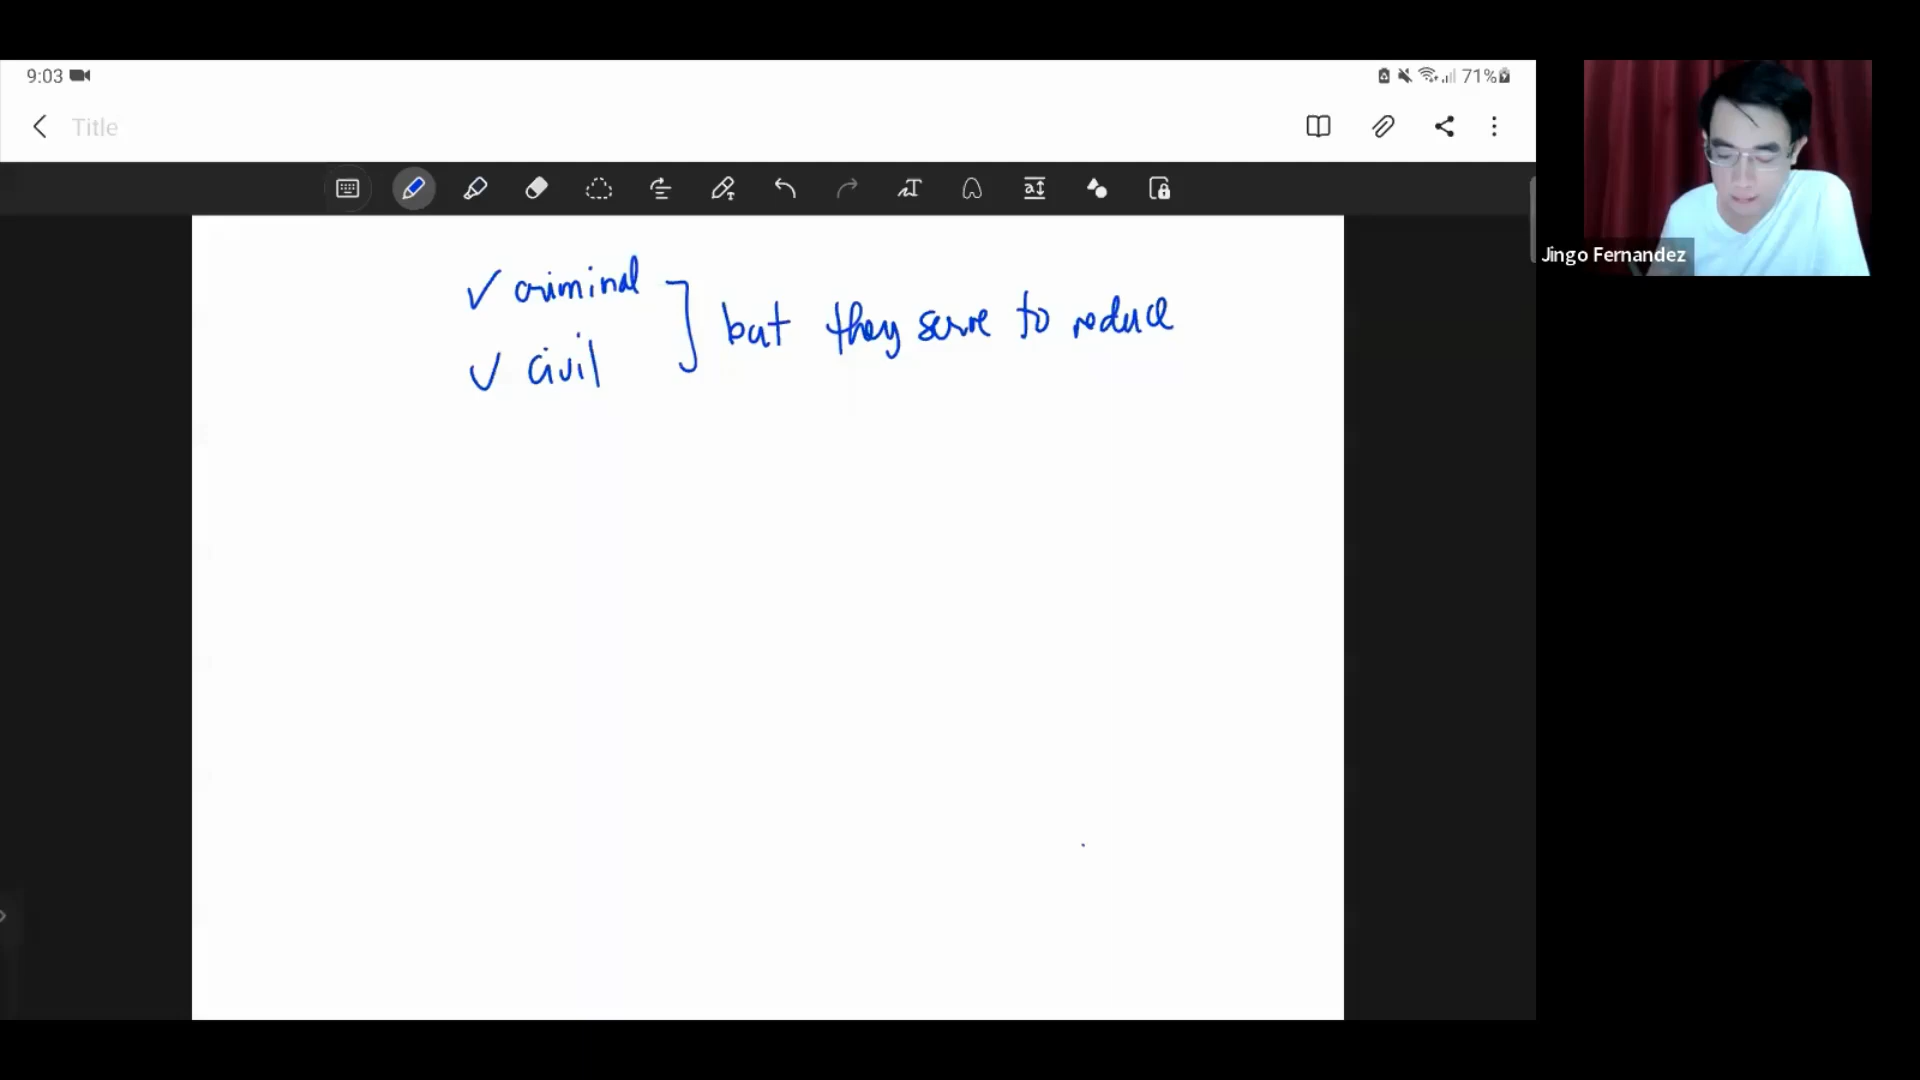 9:03
71%
Title
✓ criminal ] but they serve to reduce
✓ civil
Jingo Fernandez